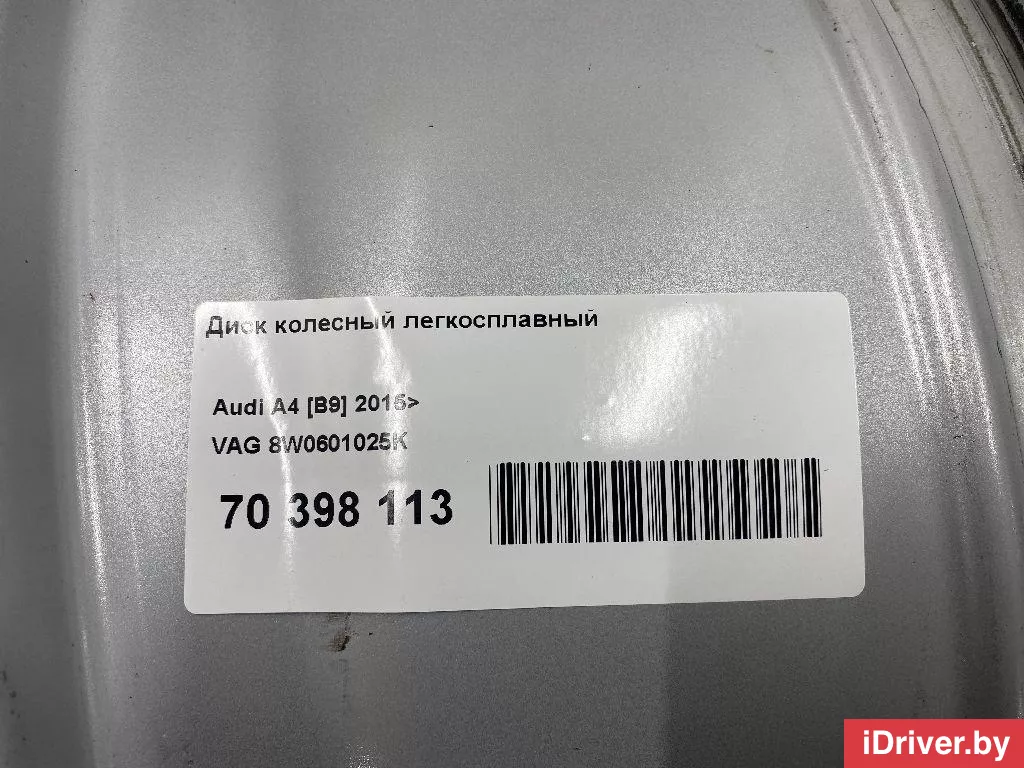 Диск колесный легкосплавный
Audi A4 [B9] 2015>
VAG 8W0601025K
70 398 113
iDriver.by